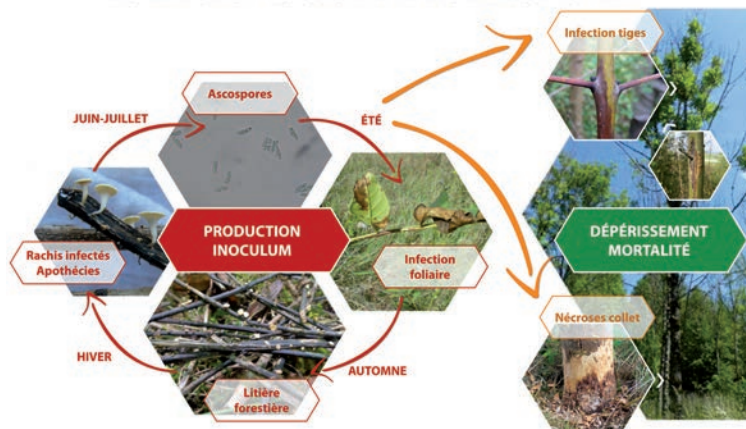 Infection tiges
Ascospores
JUIN-JUILLET
ÉTÉ
PRODUCTION
INOCULUM
DÉPÉRISSEMENT
MORTALITÉ
Rachis infectés
Apothécies
Infection
foliaire
Nécroses collet
HIVER
AUTOMNE
Litière
forestière